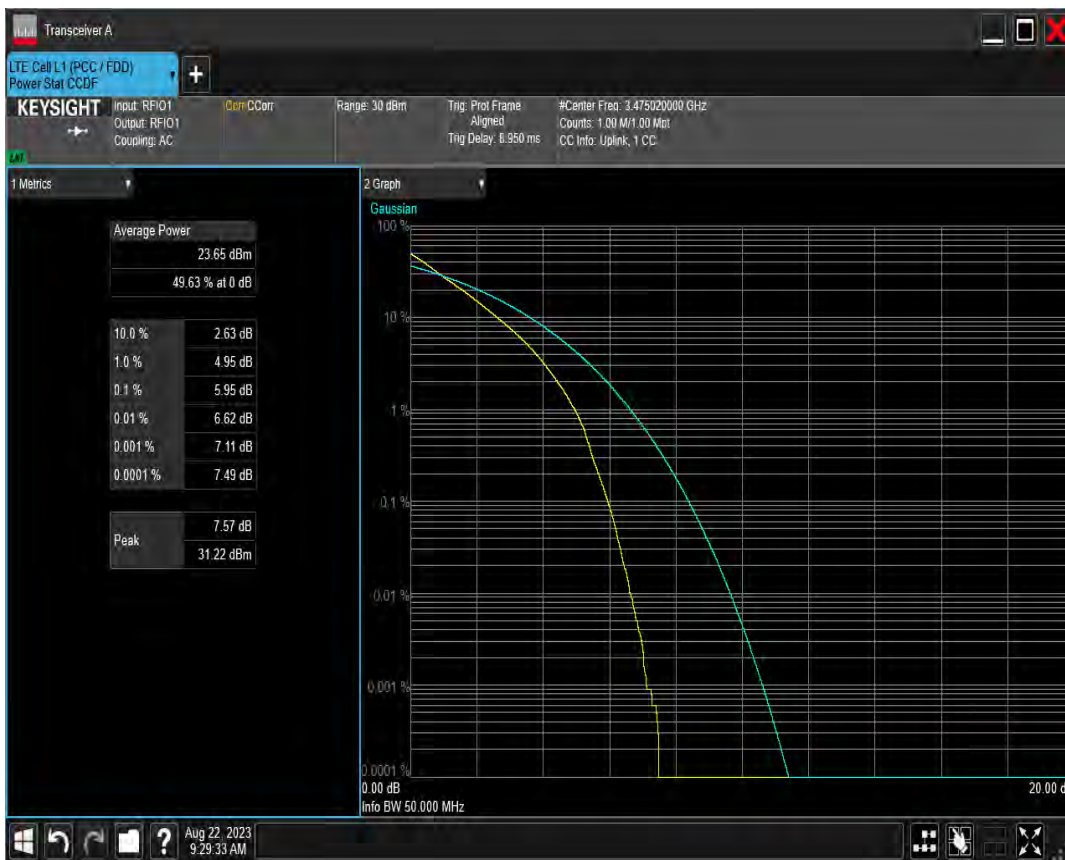 Transceiver A
LTE Cell L1 (PCC / FDD)
Power Stat CCDF
+
KEYSIGHT
LXI
Input: RFIO1
Output: RFIO1
Coupling: AC
Corr CCorr
Range: 30 dBm
Trig: Prot Frame
Aligned
Trig Delay: 6.950 ms
#Center Freq: 3.475020000 GHz
Counts: 1.00 M/1.00 Mpt
CC Info: Uplink, 1 CC
1 Metrics
Average Power
23.65 dBm
49.63 % at 0 dB
10.0 % 2.63 dB
1.0 % 4.95 dB
0.1 % 5.95 dB
0.01 % 6.62 dB
0.001 % 7.11 dB
0.0001 % 7.49 dB
Peak
7.57 dB
31.22 dBm
2 Graph
Gaussian
100 %
10 %
1 %
0.1 %
0.01 %
0.001 %
0.0001 %
0.00 dB
20.00 d
Info BW 50.000 MHz
?
Aug 22, 2023
9:29:33 AM